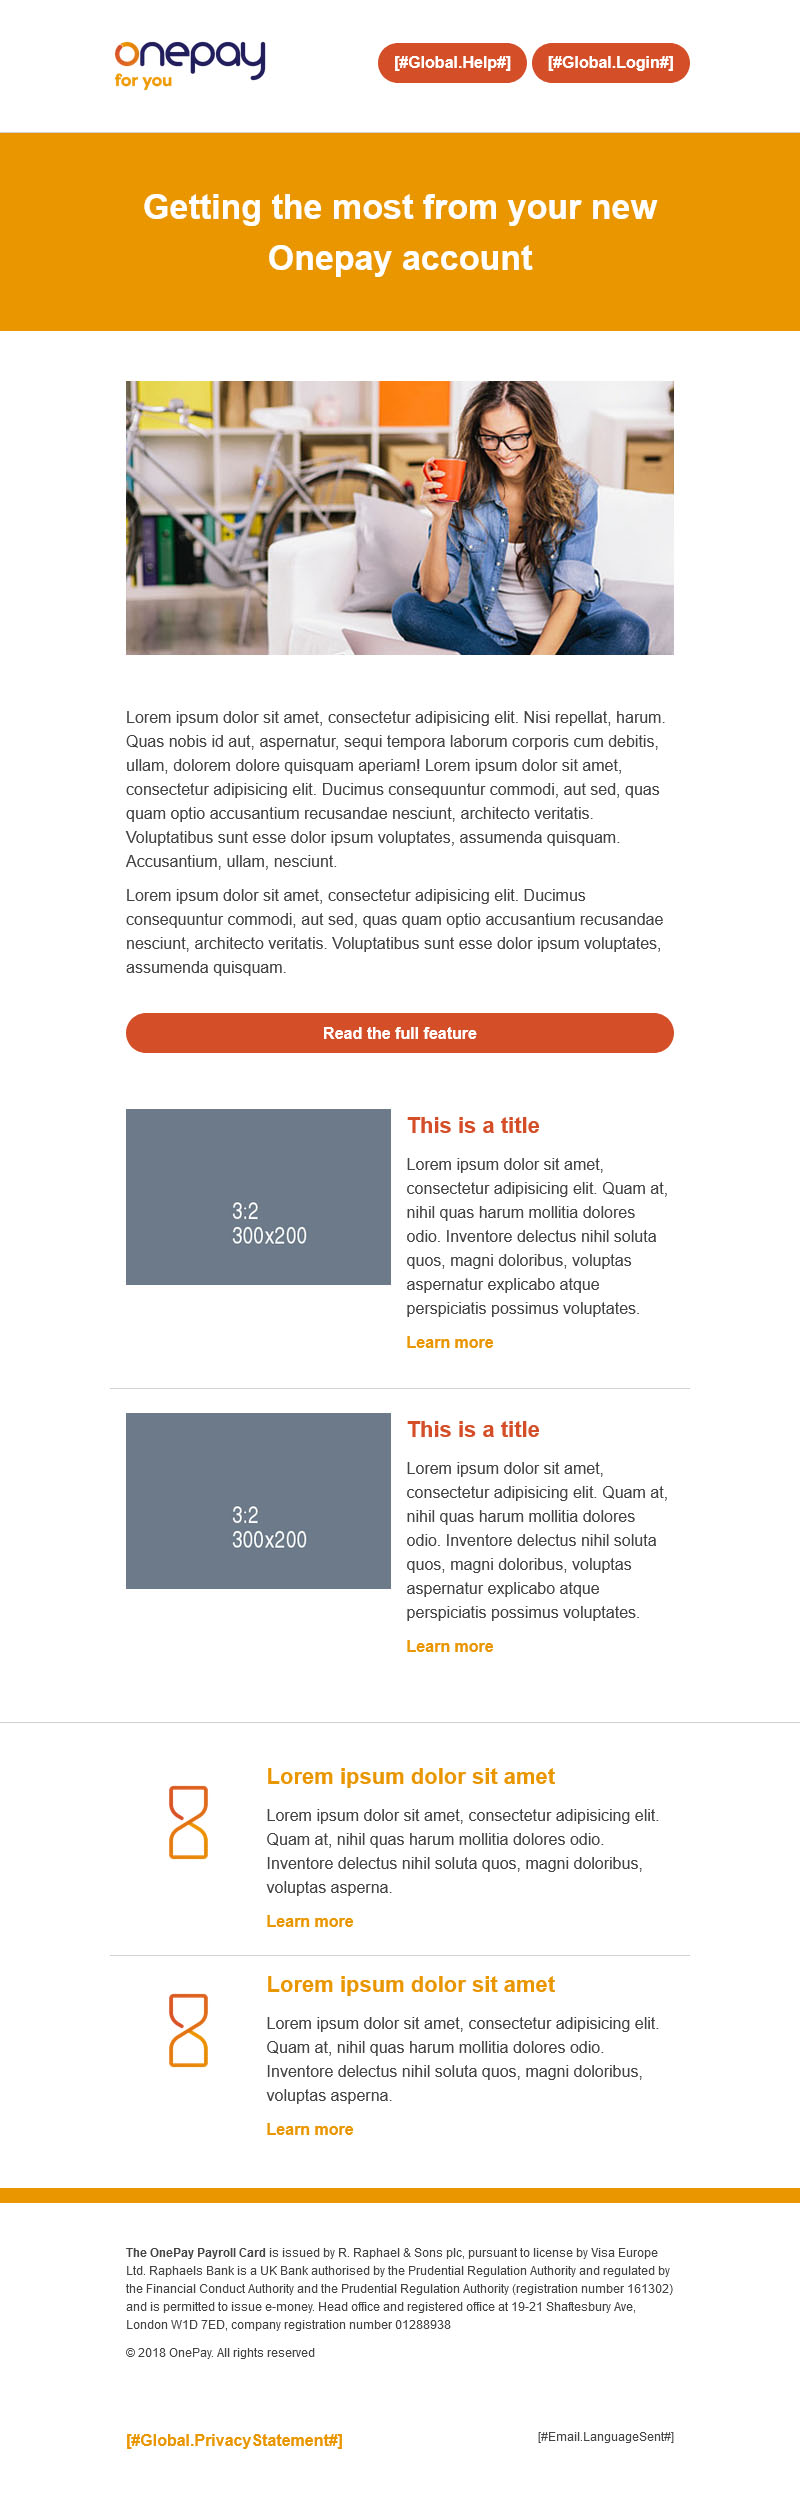 onepay
for you
[#Global.Help#] [#Global.Login#]
Getting the most from your new
Onepay account
Lorem ipsum dolor sit amet, consectetur adipisicing elit. Nisi repellat, harum.
Quas nobis id aut, aspernatur, sequi tempora laborum corporis cum debitis,
ullam, dolorem dolore quisquam aperiam! Lorem ipsum dolor sit amet,
consectetur adipisicing elit. Ducimus consequuntur commodi, aut sed, quas
quam optio accusantium recusandae nesciunt, architecto veritatis.
Voluptatibus sunt esse dolor ipsum voluptates, assumenda quisquam.
Accusantium, ullam, nesciunt.
Lorem ipsum dolor sit amet, consectetur adipisicing elit. Ducimus
consequuntur commodi, aut sed, quas quam optio accusantium recusandae
nesciunt, architecto veritatis. Voluptatibus sunt esse dolor ipsum voluptates,
assumenda quisquam.
Read the full feature
3:2
300x200
This is a title
Lorem ipsum dolor sit amet,
consectetur adipisicing elit. Quam at,
nihil quas harum mollitia dolores
odio. Inventore delectus nihil soluta
quos, magni doloribus, voluptas
aspernatur explicabo atque
perspiciatis possimus voluptates.
Learn more
3:2
300x200
This is a title
Lorem ipsum dolor sit amet,
consectetur adipisicing elit. Quam at,
nihil quas harum mollitia dolores
odio. Inventore delectus nihil soluta
quos, magni doloribus, voluptas
aspernatur explicabo atque
perspiciatis possimus voluptates.
Learn more
Lorem ipsum dolor sit amet
Lorem ipsum dolor sit amet, consectetur adipisicing elit.
Quam at, nihil quas harum mollitia dolores odio.
Inventore delectus nihil soluta quos, magni doloribus,
voluptas asperna.
Learn more
Lorem ipsum dolor sit amet
Lorem ipsum dolor sit amet, consectetur adipisicing elit.
Quam at, nihil quas harum mollitia dolores odio.
Inventore delectus nihil soluta quos, magni doloribus,
voluptas asperna.
Learn more
The OnePay Payroll Card is issued by R. Raphael & Sons plc, pursuant to license by Visa Europe
Ltd. Raphaels Bank is a UK Bank authorised by the Prudential Regulation Authority and regulated by
the Financial Conduct Authority and the Prudential Regulation Authority (registration number 161302)
and is permitted to issue e-money. Head office and registered office at 19-21 Shaftesbury Ave,
London W1D 7ED, company registration number 01288938
© 2018 OnePay. All rights reserved
[#Global.PrivacyStatement#] [#Email.LanguageSent#]